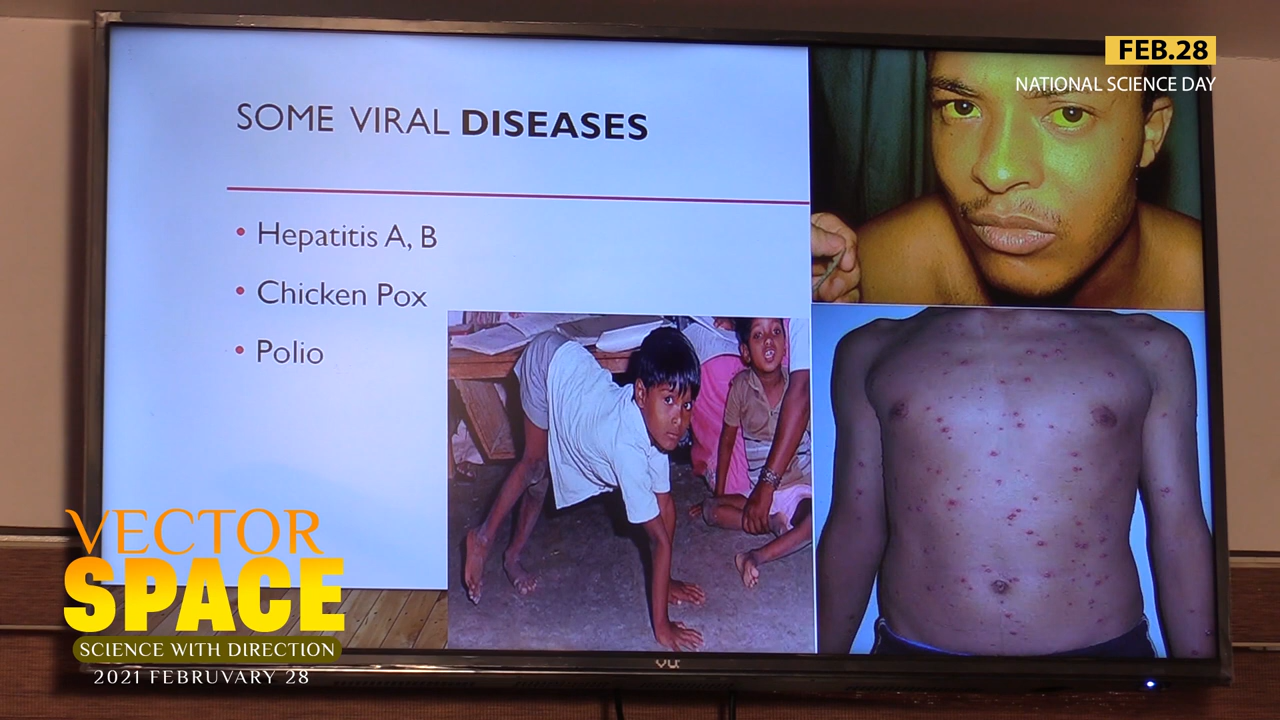 FEB.28
NATIONAL SCIENCE DAY
SOME VIRAL DISEASES
• Hepatitis A, B
• Chicken Pox
• Polio
VECTOR
SPACE
SCIENCE WITH DIRECTION
2021 FEBRUVARY 28
VU